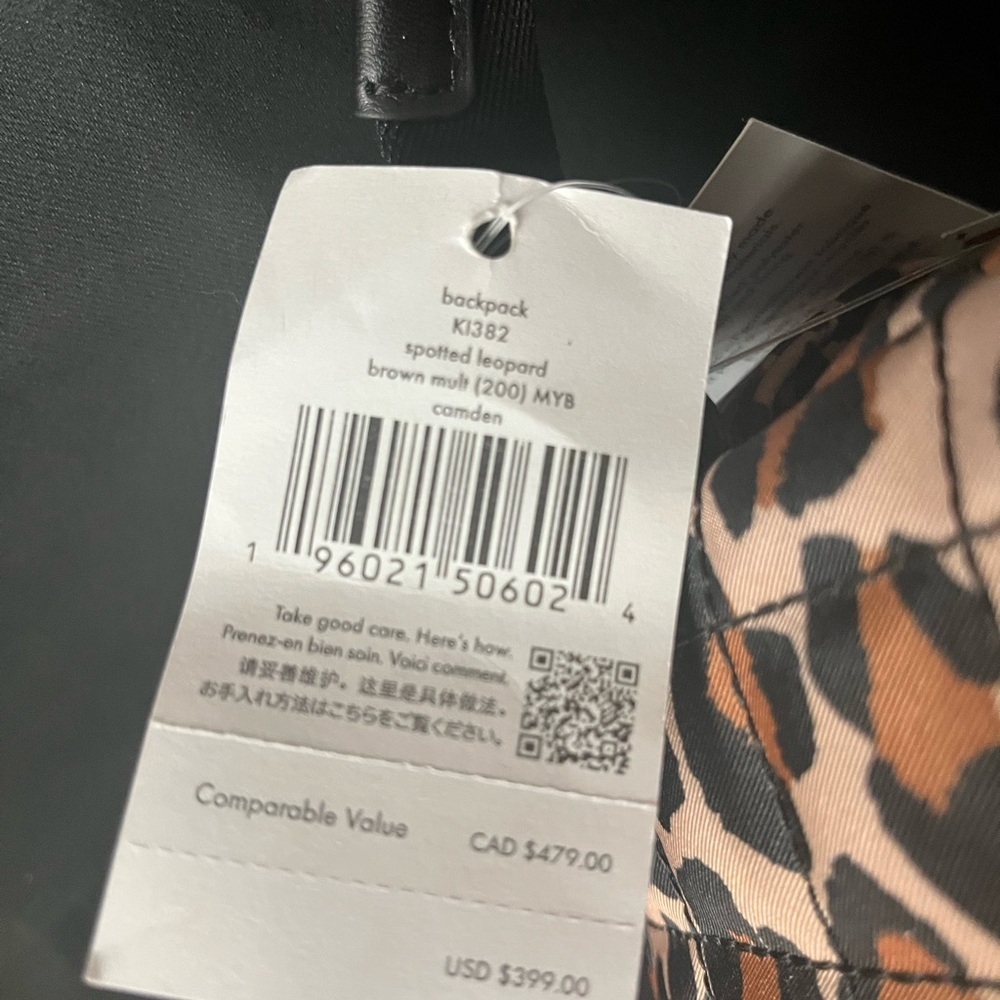 backpack
KI382
spotted leopard
brown mult (200) MYB
camden
1 96021 50602 4
Take good care. Here's how.
Prenez-en bien soin. Voici comment.
请妥善维护。这里是具体做法。
お手入れ方法はこちらをご覧ください。
Comparable Value CAD $479.00
USD $399.00
made